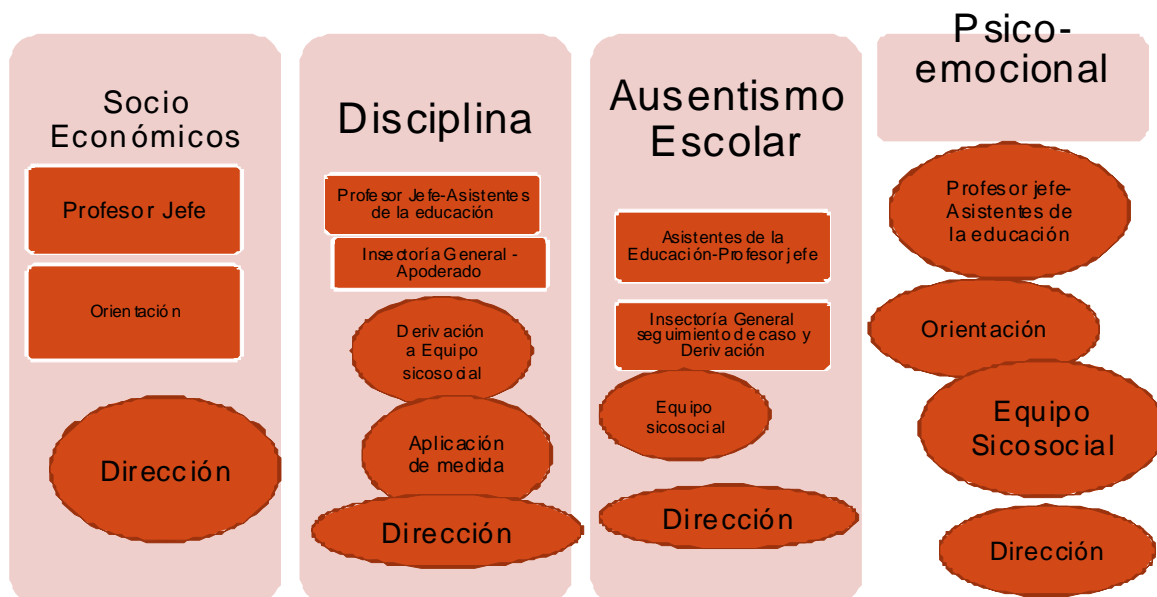 Socio
Económicos
Profesor Jefe
Orientación
Dirección
Disciplina
Profesor Jefe-Asistentes
de la educación
Insectoría General -
Apoderado
Derivación
a Equipo
sicosocial
Aplicación
de medida
Dirección
Ausentismo
Escolar
Asistentes de la
Educación-Profesor jefe
Insectoría General
seguimiento de caso y
Derivación
Equipo
sicosocial
Dirección
Psico-
emocional
Profesor jefe-
Asistentes de
la educación
Orientación
Equipo
Sicosocial
Dirección